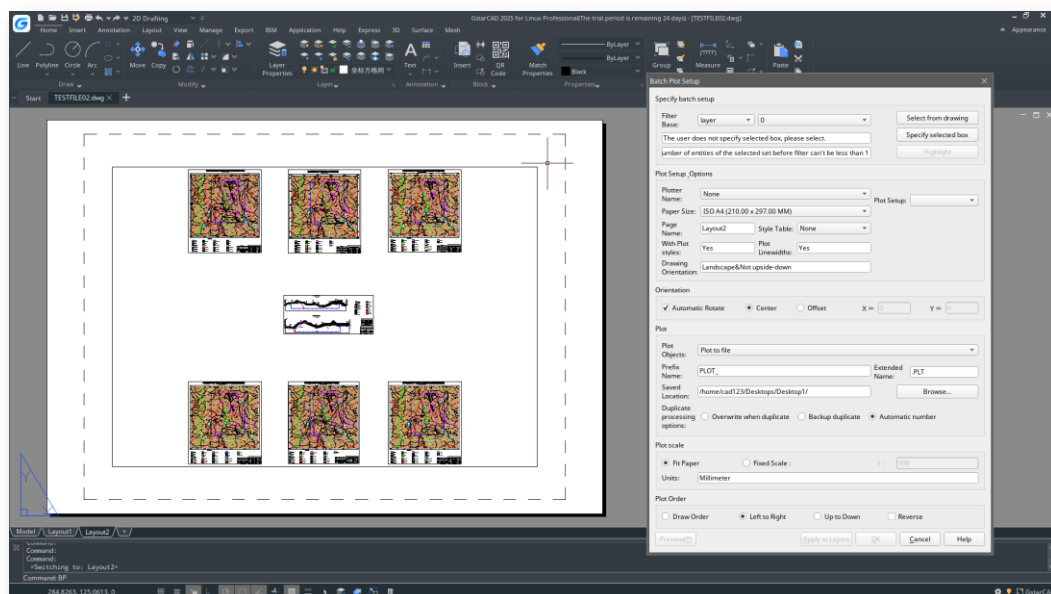 2D Drafting
GstarCAD 2025 for Linux Professional(The trial period is remaining 24 days) - [TESTFILE02.dwg]
Home Insert Annotation Layout View Manage Export BIM Application Help Express 3D Surface Mesh
Appearance
Line Polyline Circle Arc
Move Copy
Layer
Properties
坐标方格网
Text
Insert
QR
Code
Match
Properties
ByLayer
ByLayer
Black
Group
Measure
Paste
Draw
Modify
Layer
Annotation
Block
Properties
Start TESTFILE02.dwg
Batch Plot Setup
Specify batch setup
Filter
Base: layer 0 Select from drawing
The user does not specify selected box, please select. Specify selected box
umber of entities of the selected set before filter can't be less than 1 Highlight
Plot Setup Options
Plotter
Name: None Plot Setup:
Paper Size: ISO A4 (210.00 x 297.00 MM)
Page
Name: Layout2 Style Table: None
With Plot
styles: Yes Plot
Linewidths: Yes
Drawing
Orientation: Landscape&Not upside-down
Orientation
Automatic Rotate Center Offset X = 0 Y = 0
Plot
Plot
Objects: Plot to file
Prefix
Name: PLOT_ Extended
Name: .PLT
Saved
Location: /home/cad123/Desktops/Desktop1/ Browse...
Duplicate
processing
options: Overwrite when duplicate Backup duplicate Automatic number
Plot scale
Fit Paper Fixed Scale : 1 : 100
Units: Millimeter
Plot Order
Draw Order Left to Right Up to Down Reverse
Preview(P) Apply to Layout OK Cancel Help
Y
X
Model Layout1 Layout2 +
Command:
Command:
Command:
<Switching to: Layout2>
Command: BP
284.8263, 125.0613, 0
GstarCA